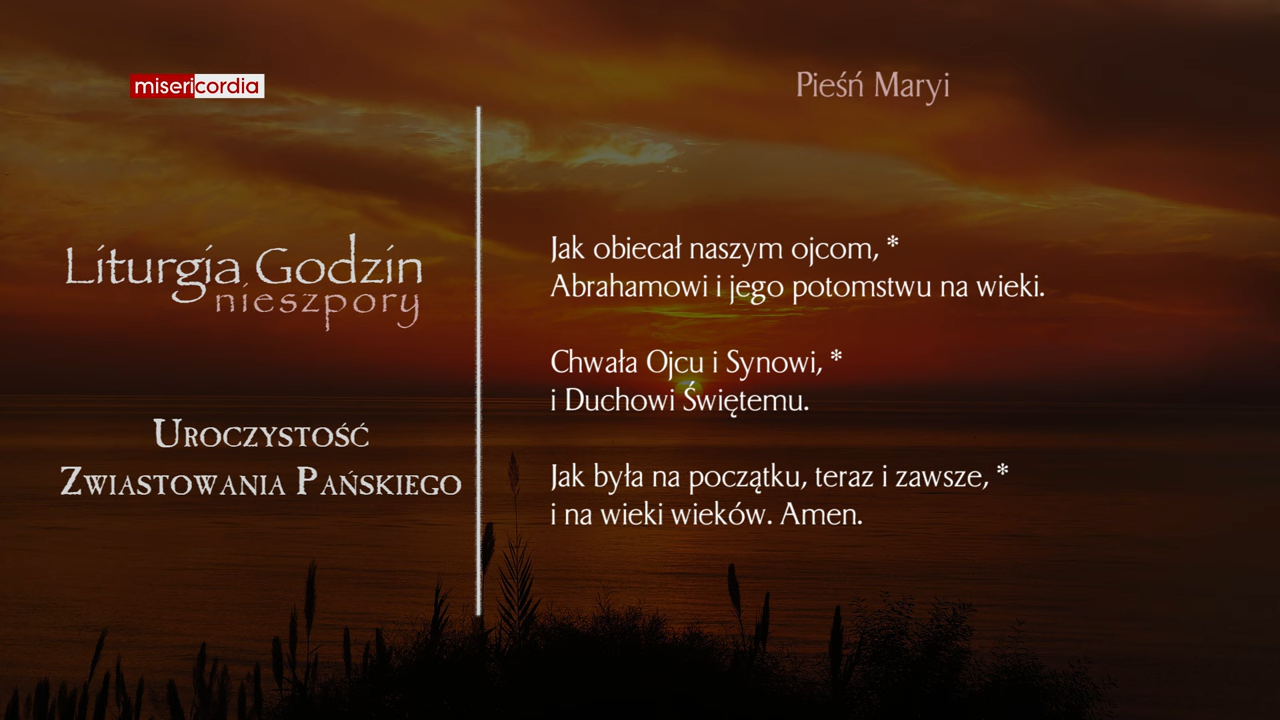 misericordia
Liturgia Godzin
nieszpory
Uroczystość
Zwiastowania Pańskiego
Pieśń Maryi
Jak obiecał naszym ojcom, *
Abrahamowi i jego potomstwu na wieki.
Chwała Ojcu i Synowi, *
i Duchowi Świętemu.
Jak była na początku, teraz i zawsze, *
i na wieki wieków. Amen.